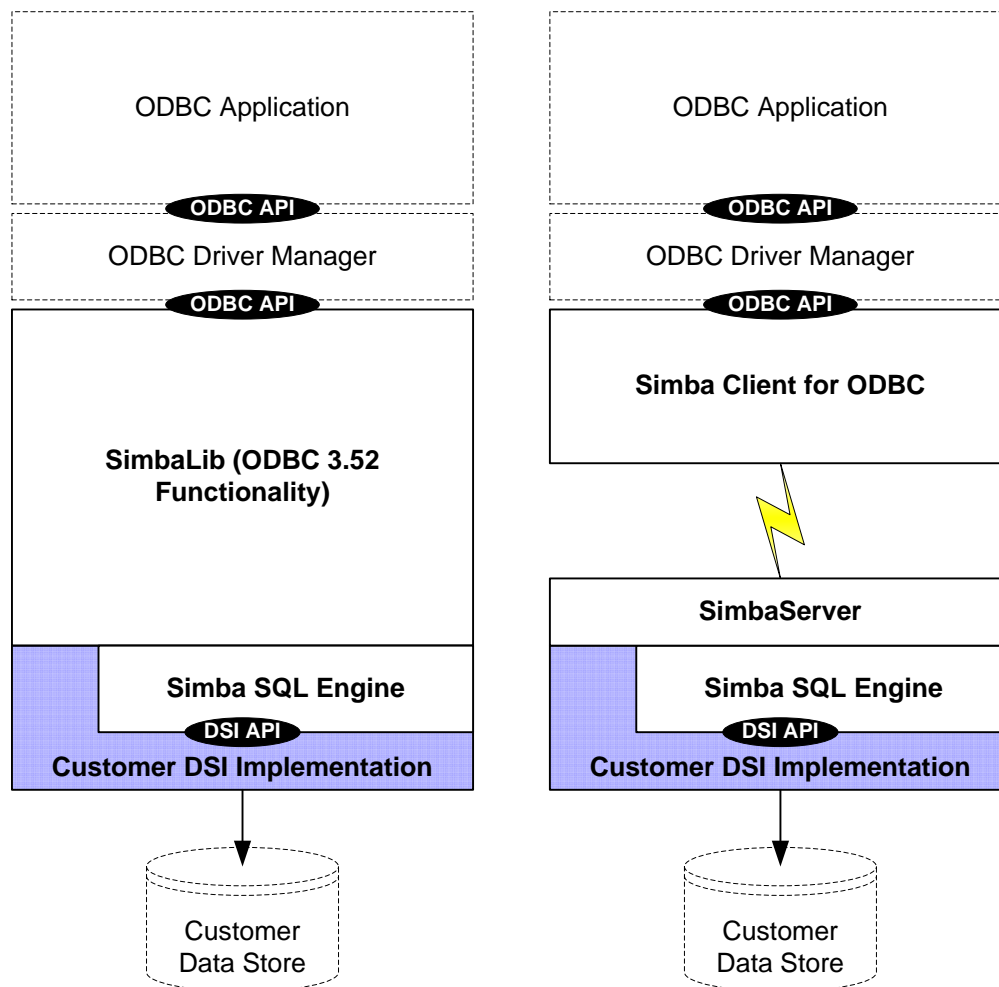 ODBC Application
ODBC API
ODBC Driver Manager
ODBC API
SimbaLib (ODBC 3.52
Functionality)
Simba SQL Engine
DSI API
Customer DSI Implementation
Customer
Data Store
ODBC Application
ODBC API
ODBC Driver Manager
ODBC API
Simba Client for ODBC
SimbaServer
Simba SQL Engine
DSI API
Customer DSI Implementation
Customer
Data Store